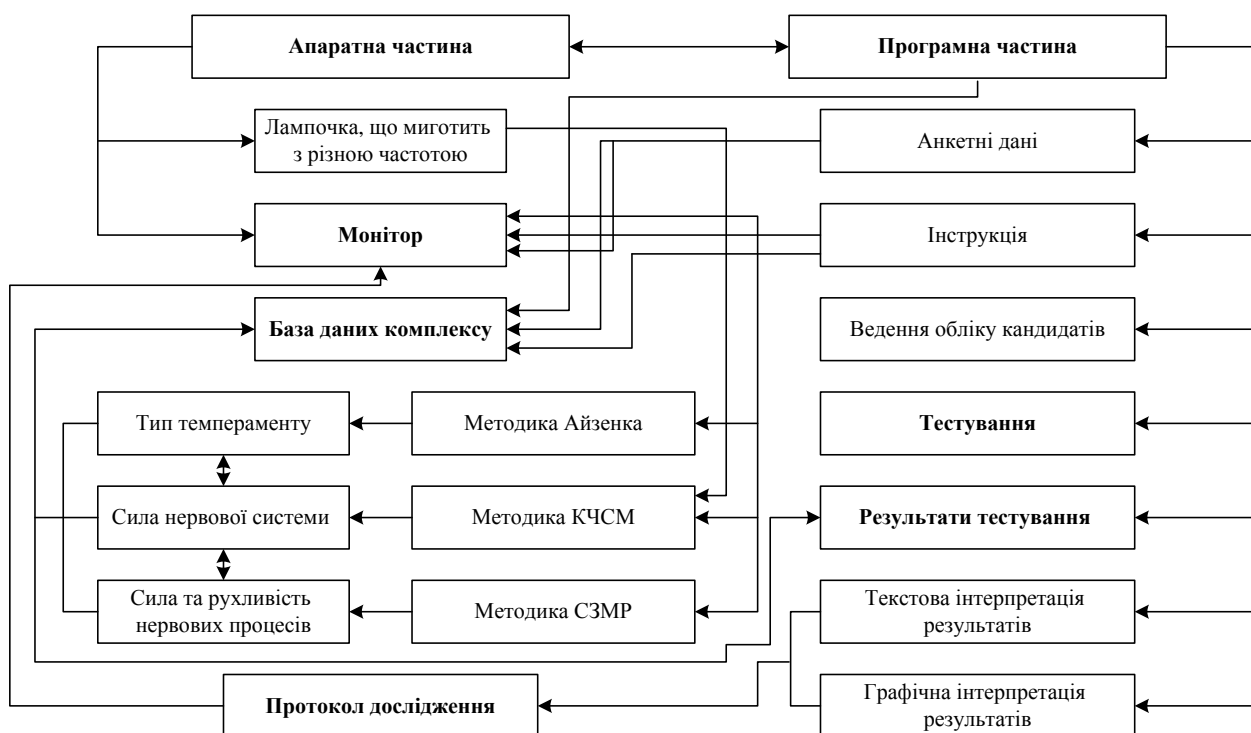 Апаратна частина
Програмна частина
Лампочка, що миготить
з різною частотою
Анкетні дані
Монітор
Інструкція
База даних комплексу
Ведення обліку кандидатів
Тип темпераменту
Методика Айзенка
Тестування
Сила нервової системи
Методика КЧСМ
Результати тестування
Сила та рухливість
нервових процесів
Методика СЗМР
Текстова інтерпретація
результатів
Протокол дослідження
Графічна інтерпретація
результатів